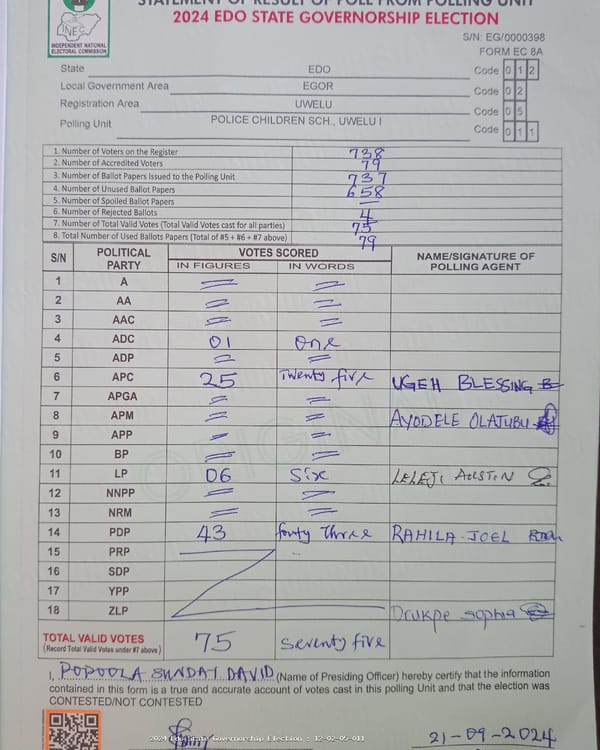 STATEMENT OF RESULT OF POLL FROM POLLING UNIT
2024 EDO STATE GOVERNORSHIP ELECTION
INEC
INDEPENDENT NATIONAL
ELECTORAL COMMISSION
S/N: EG/0000398
FORM EC 8A
State EDO Code 0 1 2
Local Government Area EGOR Code 0 2
Registration Area UWELU Code 0 5
Polling Unit POLICE CHILDREN SCH., UWELU I Code 0 1 1
1. Number of Voters on the Register 738
2. Number of Accredited Voters 79
3. Number of Ballot Papers Issued to the Polling Unit 737
4. Number of Unused Ballot Papers 658
5. Number of Spoiled Ballot Papers =
6. Number of Rejected Ballots 4
7. Number of Total Valid Votes (Total Valid Votes cast for all parties) 75
8. Total Number of Used Ballots Papers (Total of #5 + #6 + #7 above) 79
S/N POLITICAL PARTY VOTES SCORED NAME/SIGNATURE OF POLLING AGENT
IN FIGURES IN WORDS
1 A = =
2 AA = =
3 AAC = =
4 ADC 01 One
5 ADP = =
6 APC 25 Twenty five UGEH BLESSING
7 APGA = =
8 APM = = AYODELE OLATUBU
9 APP = =
10 BP = =
11 LP 06 Six LELEJI
12 NNPP = =
13 NRM = =
14 PDP 43 fourty Three RAHILA-JOEL
15 PRP
16 SDP
17 YPP
18 ZLP Drukpe sophia
TOTAL VALID VOTES 75 seventy five
(Record Total Valid Votes under #7 above)
I, POPOOLA SUNDAY DAVID (Name of Presiding Officer) hereby certify that the information
contained in this form is a true and accurate account of votes cast in this polling Unit and that the election was
CONTESTED/NOT CONTESTED
2024 Edo State Governorship Election : 12-02-05-011
21-09-2024